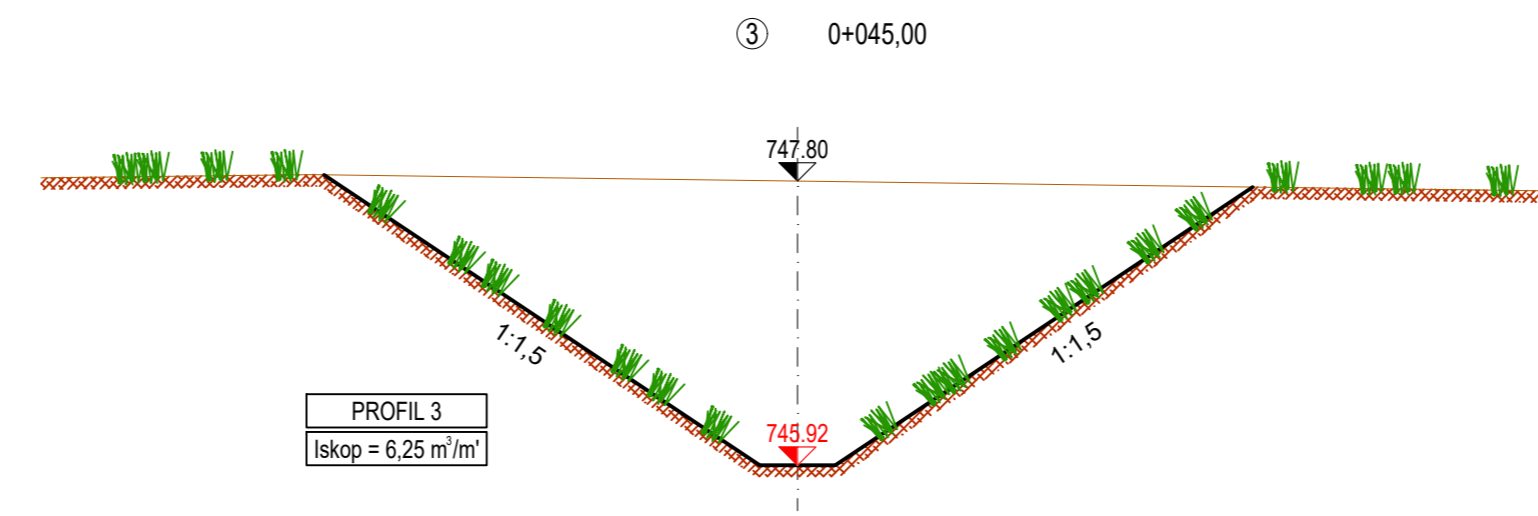 3 0+045,00
747.80
1:1,5
1:1,5
PROFIL 3
745.92
Iskop = 6,25 m³/m'